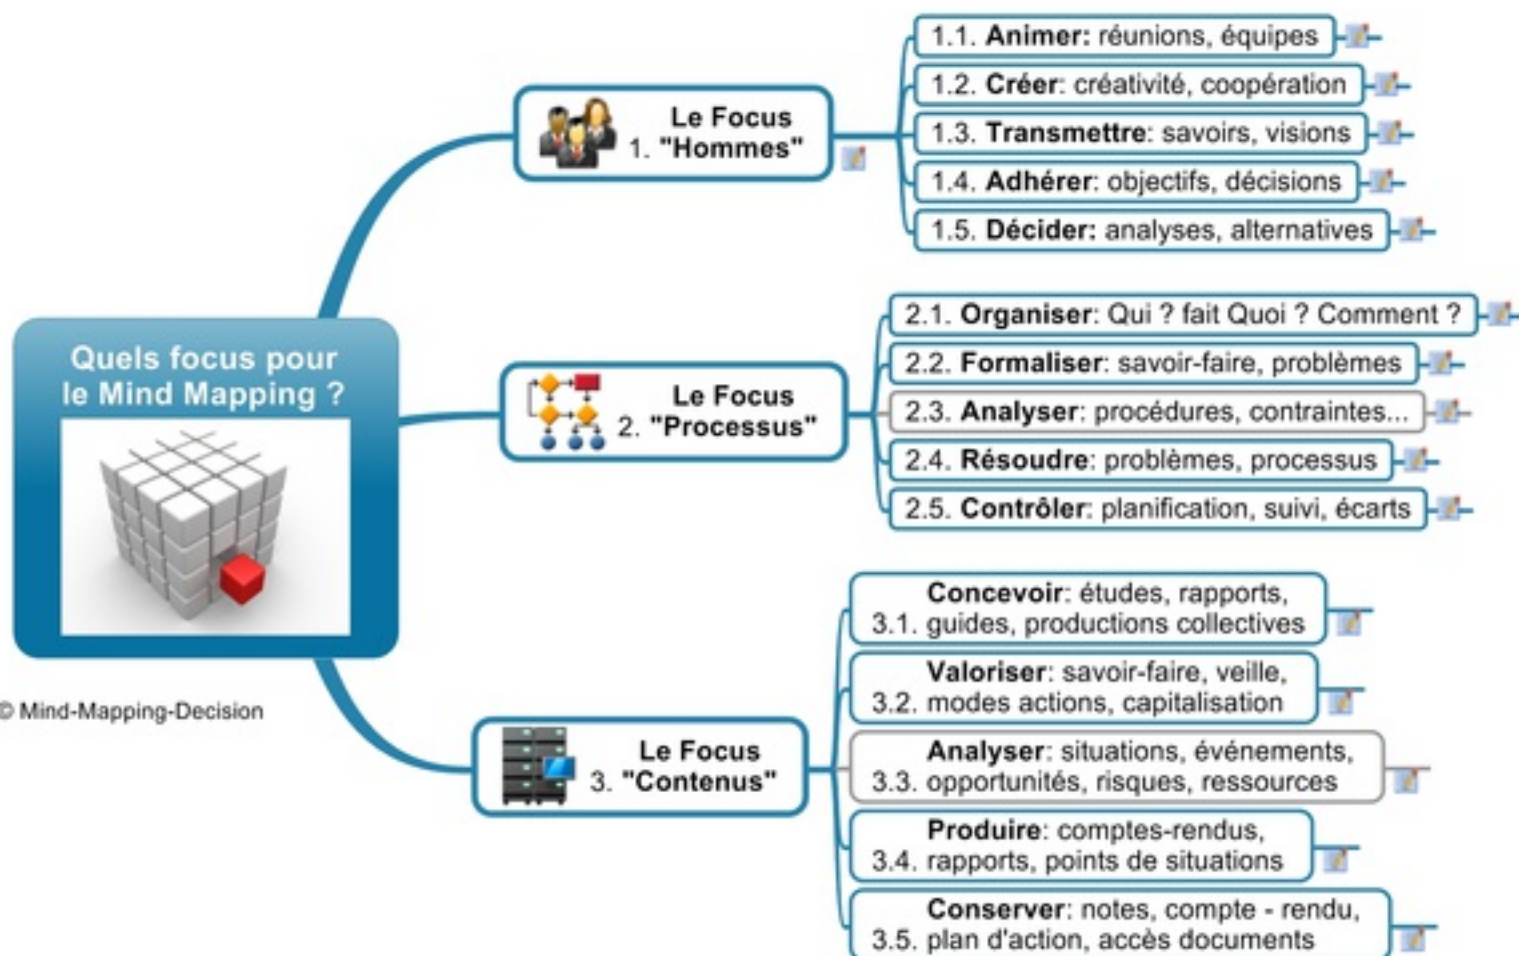 Quels focus pour
le Mind Mapping ?
© Mind-Mapping-Decision
Le Focus
1. "Hommes"
1.1. Animer: réunions, équipes
1.2. Créer: créativité, coopération
1.3. Transmettre: savoirs, visions
1.4. Adhérer: objectifs, décisions
1.5. Décider: analyses, alternatives
Le Focus
2. "Processus"
2.1. Organiser: Qui ? fait Quoi ? Comment ?
2.2. Formaliser: savoir-faire, problèmes
2.3. Analyser: procédures, contraintes...
2.4. Résoudre: problèmes, processus
2.5. Contrôler: planification, suivi, écarts
Le Focus
3. "Contenus"
Concevoir: études, rapports,
3.1. guides, productions collectives
Valoriser: savoir-faire, veille,
3.2. modes actions, capitalisation
Analyser: situations, événements,
3.3. opportunités, risques, ressources
Produire: comptes-rendus,
3.4. rapports, points de situations
Conserver: notes, compte - rendu,
3.5. plan d'action, accès documents